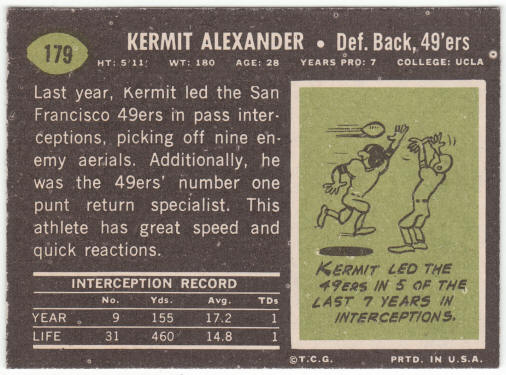 179
KERMIT ALEXANDER • Def. Back, 49'ers
HT: 5'11 WT: 180 AGE: 28 YEARS PRO: 7 COLLEGE: UCLA
Last year, Kermit led the San
Francisco 49ers in pass inter-
ceptions, picking off nine en-
emy aerials. Additionally, he
was the 49ers' number one
punt return specialist. This
athlete has great speed and
quick reactions.
INTERCEPTION RECORD
No. Yds. Avg. TDs
YEAR 9 155 17.2 1
LIFE 31 460 14.8 1
KERMIT LED THE
49ERS IN 5 OF THE
LAST 7 YEARS IN
INTERCEPTIONS.
©T.C.G. PRTD. IN U.S.A.